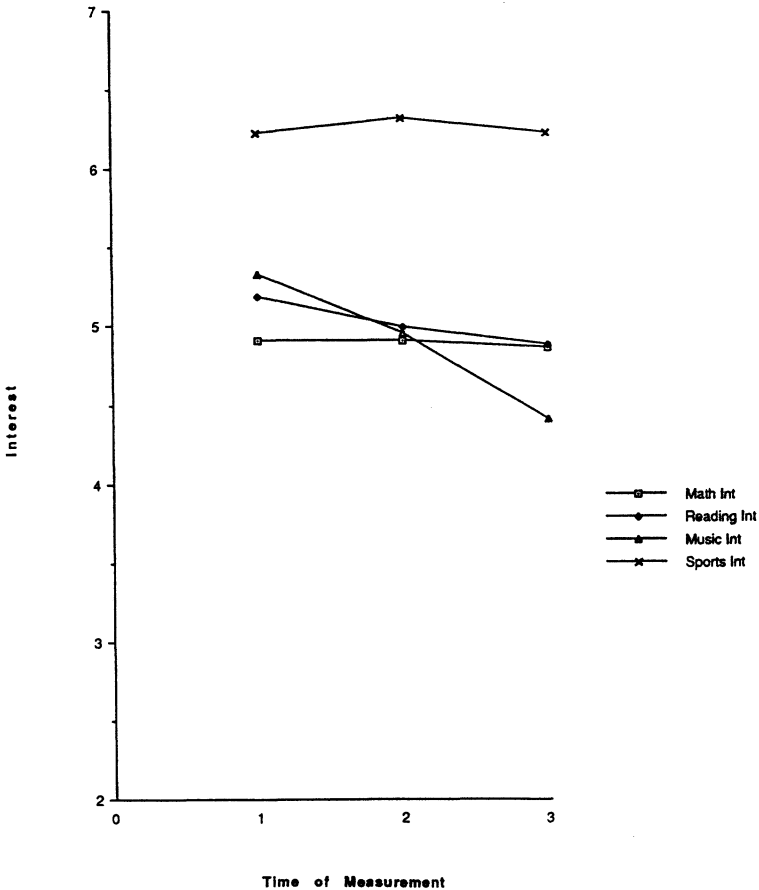 7
6
5
4
3
2
0 1 2 3
Interest
Time of Measurement
Math Int
Reading Int
Music Int
Sports Int